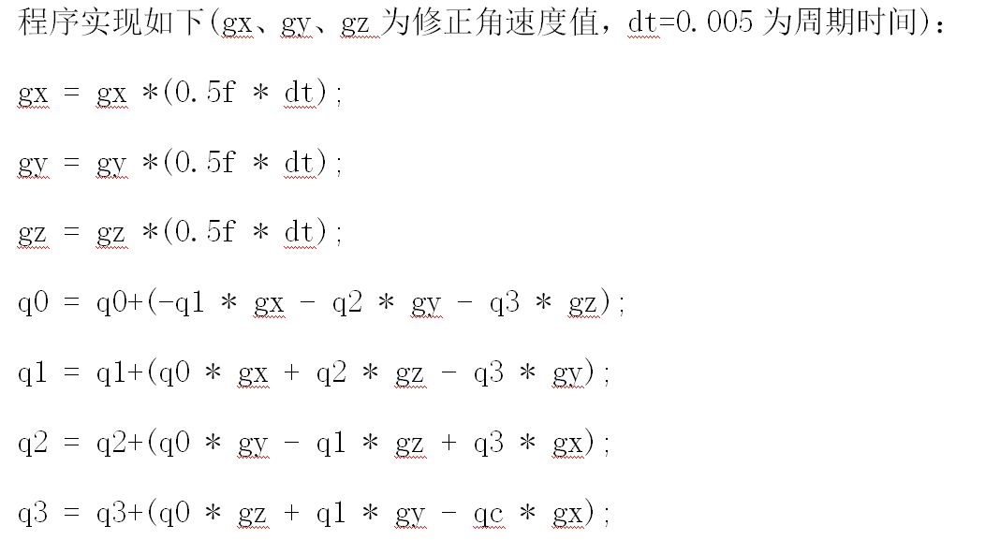 程序实现如下(gx、gy、gz 为修正角速度值，dt=0.005 为周期时间)：
gx = gx *(0.5f * dt);
gy = gy *(0.5f * dt);
gz = gz *(0.5f * dt);
q0 = q0+(-q1 * gx - q2 * gy - q3 * gz);
q1 = q1+(q0 * gx + q2 * gz - q3 * gy);
q2 = q2+(q0 * gy - q1 * gz + q3 * gx);
q3 = q3+(q0 * gz + q1 * gy - qc * gx);